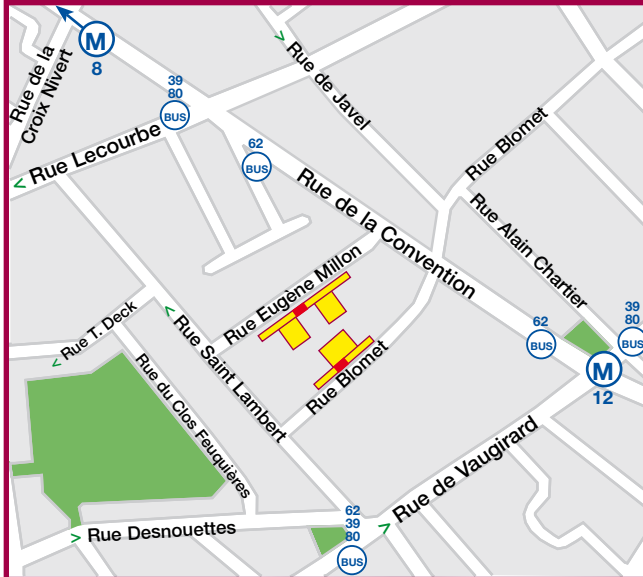 M
8
Rue de la
Croix Nivert
Rue de Javel
39
80
BUS
Rue Lecourbe
62
BUS
Rue Blomet
Rue de la Convention
Rue Alain Chartier
Rue Eugène Millon
39
80
BUS
62
BUS
Rue T. Deck
Rue Saint Lambert
M
12
Rue Blomet
Rue du Clos Feuquières
Rue de Vaugirard
62
39
80
BUS
Rue Desnouettes